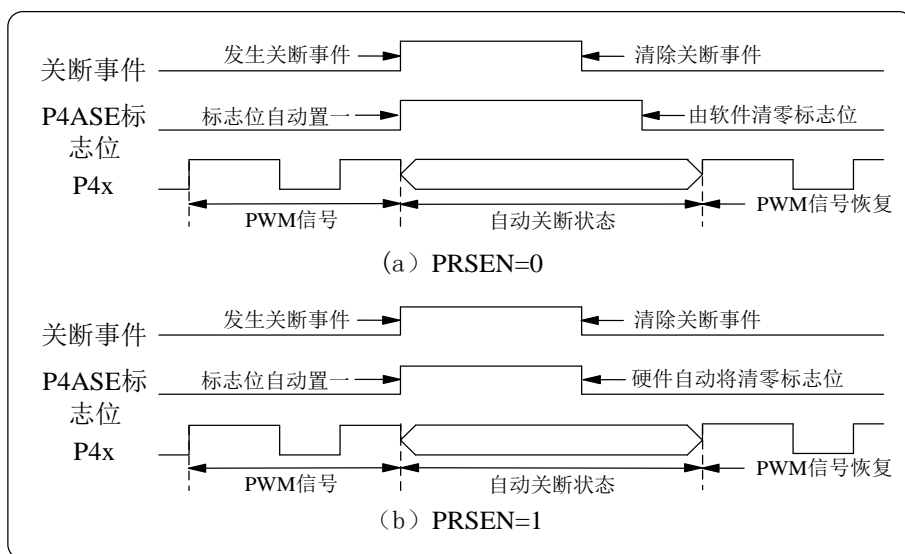 关断事件
发生关断事件
清除关断事件
P4ASE标
志位
标志位自动置一
由软件清零标志位
P4x
PWM信号
自动关断状态
PWM信号恢复
(a）PRSEN=0
关断事件
发生关断事件
清除关断事件
P4ASE标
志位
标志位自动置一
硬件自动将清零标志位
P4x
PWM信号
自动关断状态
PWM信号恢复
（b）PRSEN=1